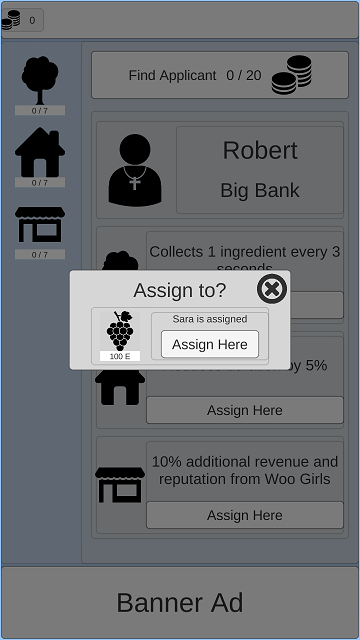 0
Find Applicant 0 / 20
0 / 7
0 / 7
0 / 7
Robert
Big Bank
Collects 1 ingredient every 3
seconds
Assign to?
Sara is assigned
Assign Here
100 E
by 5%
Assign Here
10% additional revenue and
reputation from Woo Girls
Assign Here
Banner Ad